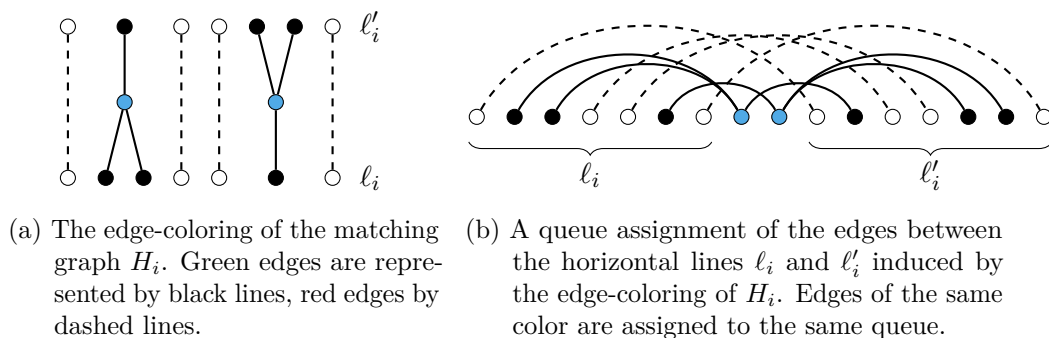 ℓ′ᵢ
ℓᵢ
ℓᵢ
ℓ′ᵢ
(a) The edge-coloring of the matching
graph Hᵢ. Green edges are repre-
sented by black lines, red edges by
dashed lines.
(b) A queue assignment of the edges between
the horizontal lines ℓᵢ and ℓ′ᵢ induced by
the edge-coloring of Hᵢ. Edges of the same
color are assigned to the same queue.